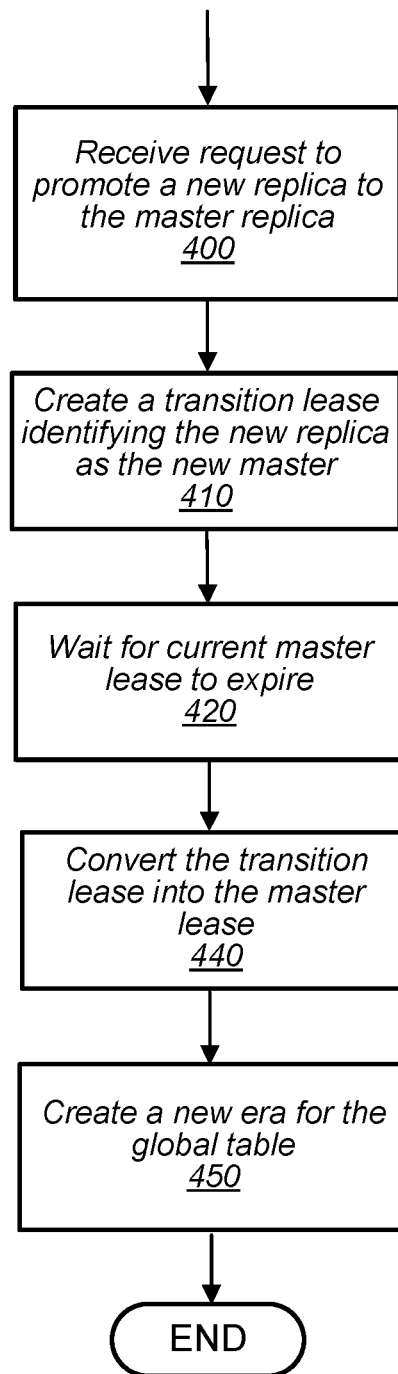 Receive request to
promote a new replica to
the master replica
400
Create a transition lease
identifying the new replica
as the new master
410
Wait for current master
lease to expire
420
Convert the transition
lease into the master
lease
440
Create a new era for the
global table
450
END